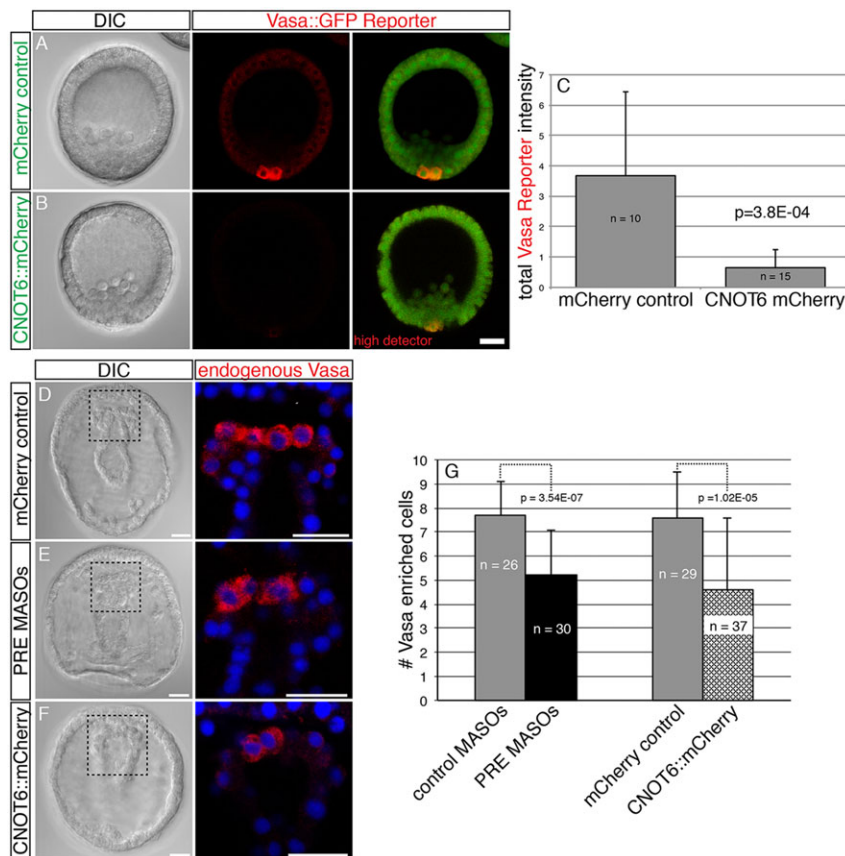 DIC
Vasa::GFP Reporter
mCherry control
A
CNOT6::mCherry
B
high detector
C
total Vasa Reporter intensity
7
6
5
4
3
2
1
0
n = 10
p=3.8E-04
n = 15
mCherry control
CNOT6 mCherry
DIC
endogenous Vasa
mCherry control
D
PRE MASOs
E
CNOT6::mCherry
F
G
# Vasa enriched cells
10
9
8
7
6
5
4
3
2
1
0
p = 3.54E-07
p =1.02E-05
n = 26
n = 30
n = 29
n = 37
control MASOs
PRE MASOs
mCherry control
CNOT6::mCherry